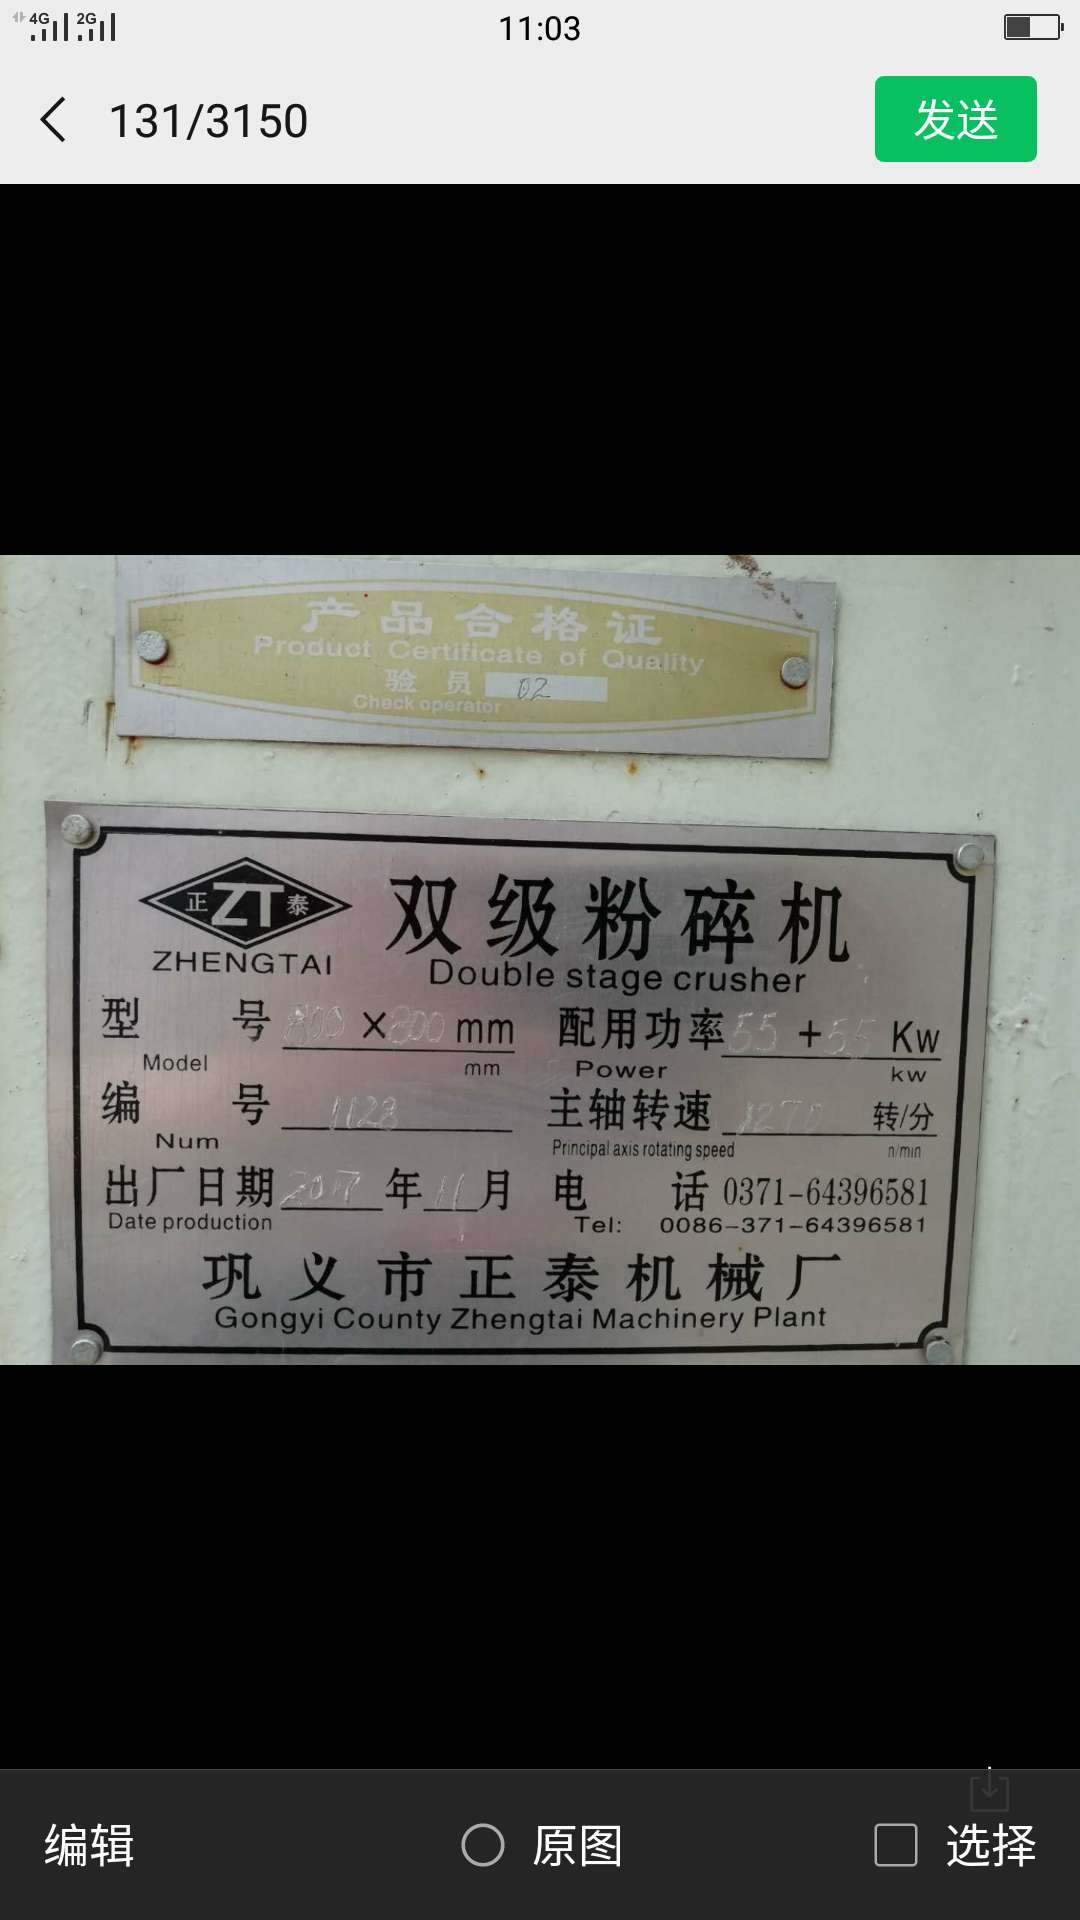 4G 2G 11:03
131/3150 发送
产品合格证
Product Certificate of Quality
验员 02
Check operator
正 ZT 泰
ZHENGTAI
双级粉碎机
Double stage crusher
型号 800 × 800 mm 配用功率 55 + 55 Kw
Model mm Power kw
编号 1128 主轴转速 1270 转/分
Num Principal axis rotating speed n/min
出厂日期 2017 年 11 月 电话 0371-64396581
Date production Tel: 0086-371-64396581
巩义市正泰机械厂
Gongyi County Zhengtai Machinery Plant
编辑 原图 选择